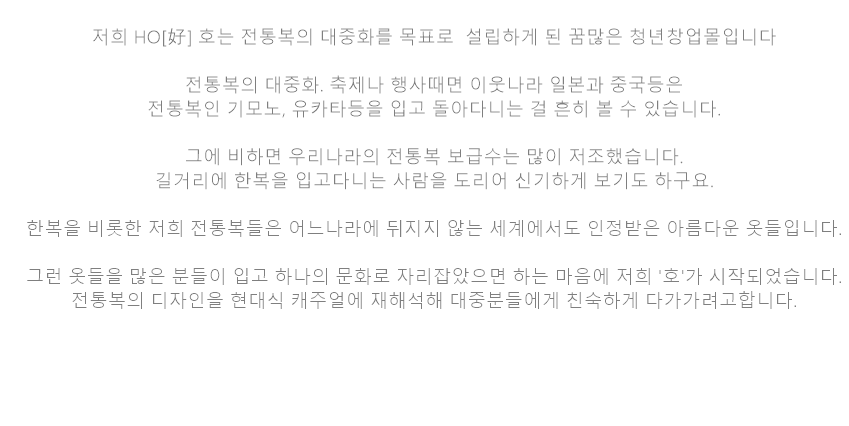 저희 HO[好] 호는 전통복의 대중화를 목표로  설립하게 된 꿈많은 청년창업몰입니다
전통복의 대중화. 축제나 행사때면 이웃나라 일본과 중국등은
전통복인 기모노, 유카타등을 입고 돌아다니는 걸 흔히 볼 수 있습니다.
그에 비하면 우리나라의 전통복 보급수는 많이 저조했습니다.
길거리에 한복을 입고다니는 사람을 도리어 신기하게 보기도 하구요.
한복을 비롯한 저희 전통복들은 어느나라에 뒤지지 않는 세계에서도 인정받은 아름다운 옷들입니다.
그런 옷들을 많은 분들이 입고 하나의 문화로 자리잡았으면 하는 마음에 저희 '호'가 시작되었습니다.
전통복의 디자인을 현대식 캐주얼에 재해석해 대중분들에게 친숙하게 다가가려고합니다.